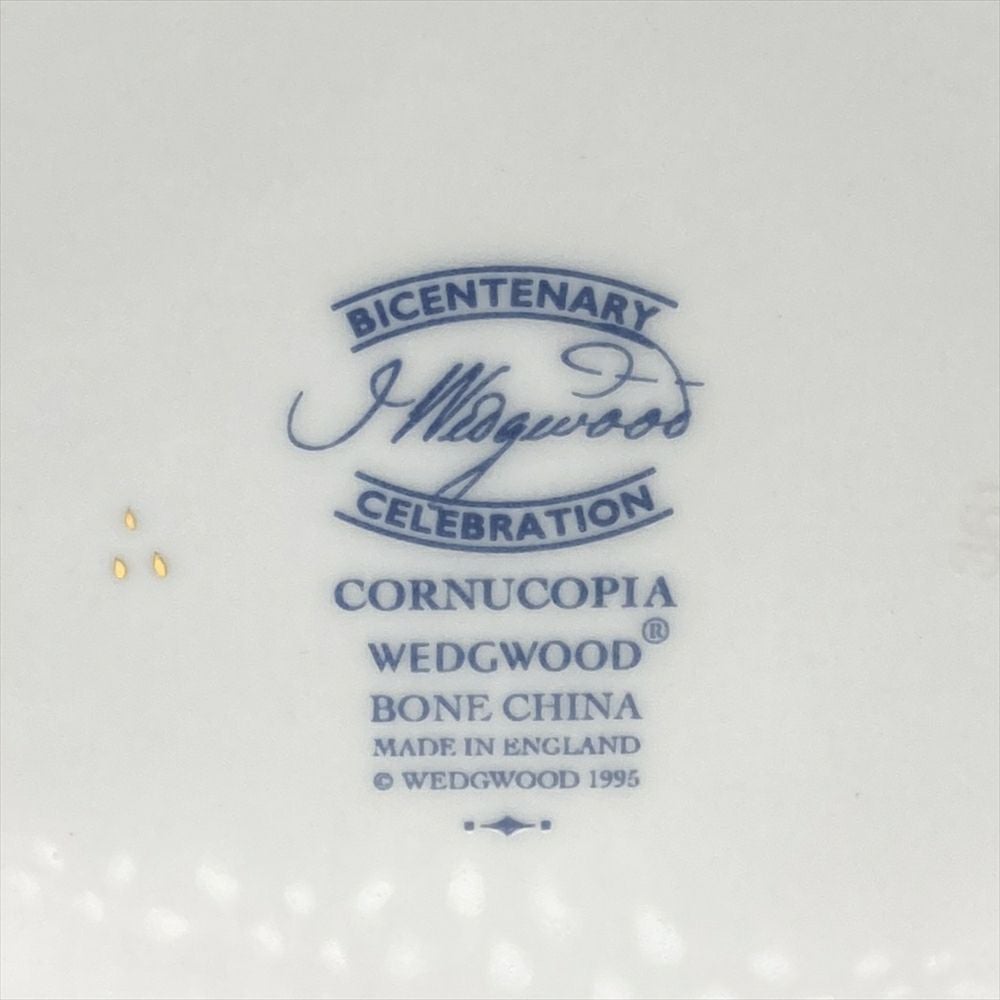 BICENTENARY
J Wedgwood
CELEBRATION
CORNUCOPIA
WEDGWOOD®
BONE CHINA
MADE IN ENGLAND
© WEDGWOOD 1995